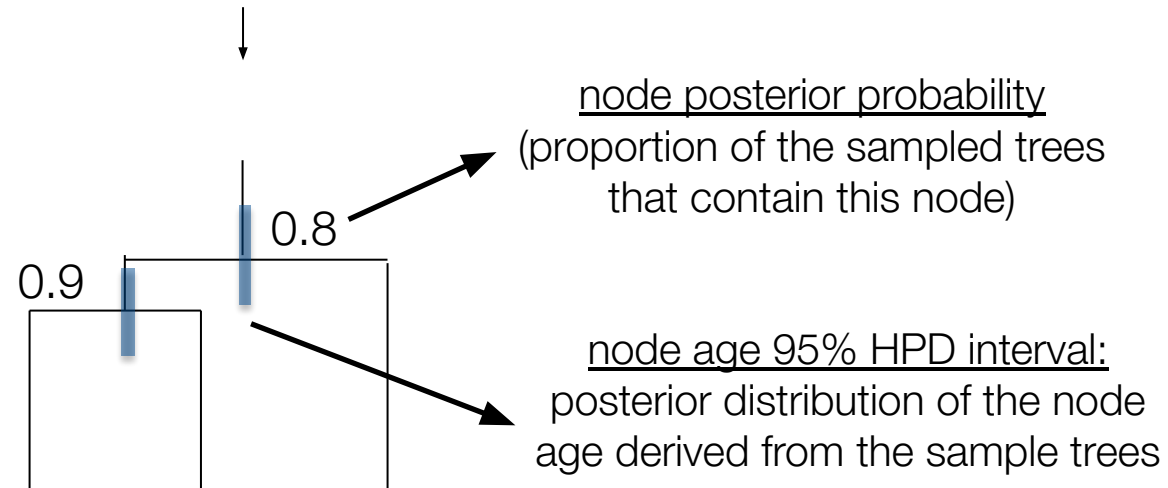 node posterior probability
(proportion of the sampled trees
that contain this node)
0.8
0.9
node age 95% HPD interval:
posterior distribution of the node
age derived from the sample trees